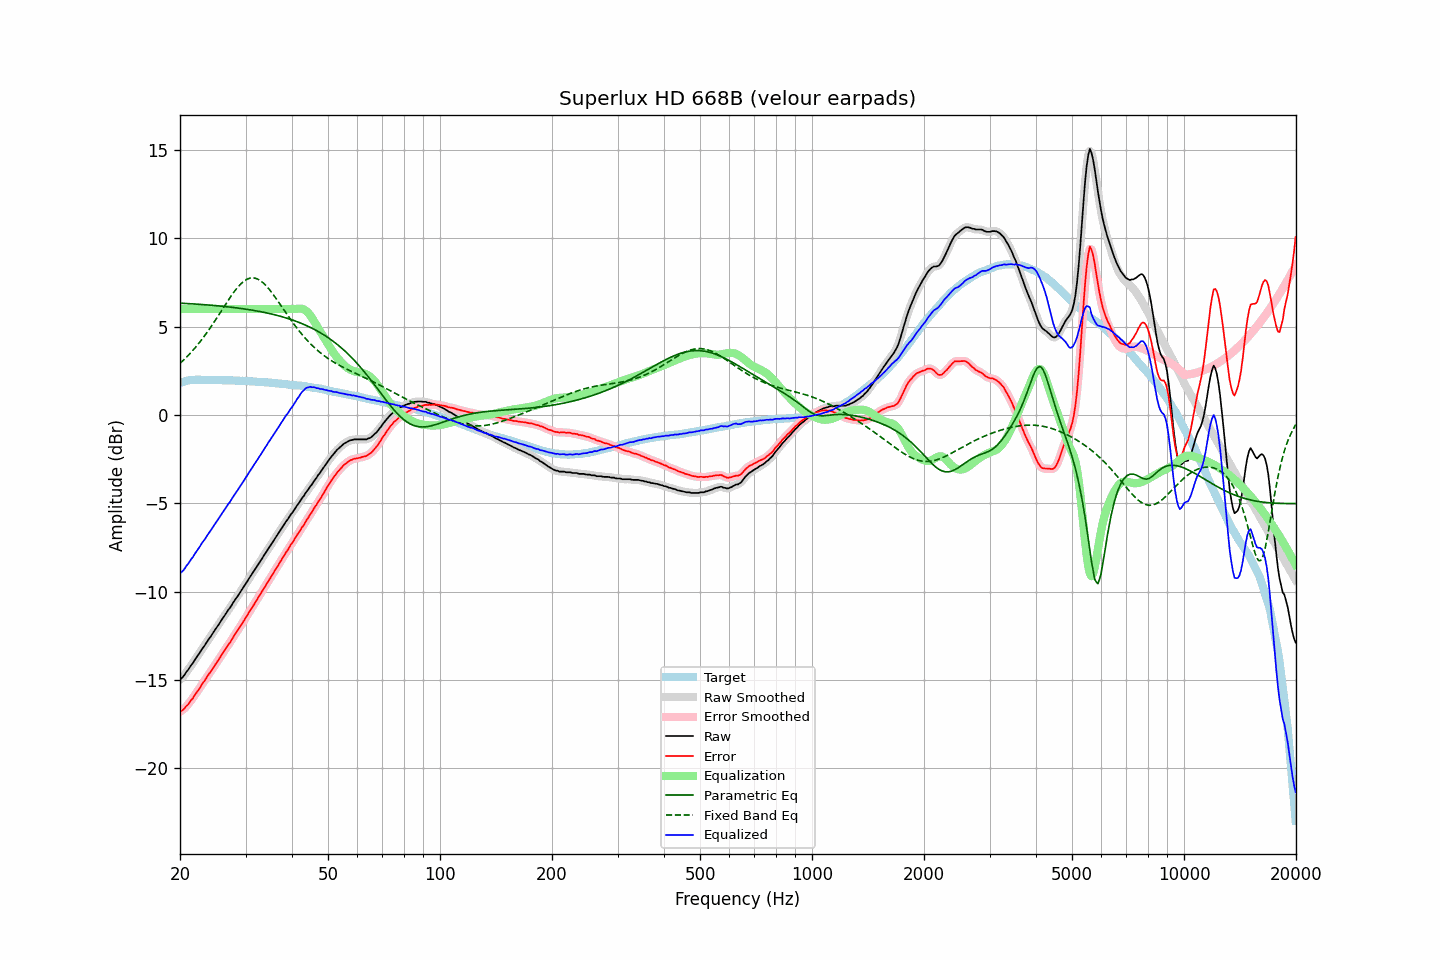 Superlux HD 668B (velour earpads)
15
10
5
0
−5
−10
−15
−20
Amplitude (dBr)
Target
Raw Smoothed
Error Smoothed
Raw
Error
Equalization
Parametric Eq
Fixed Band Eq
Equalized
20 50 100 200 500 1000 2000 5000 10000 20000
Frequency (Hz)